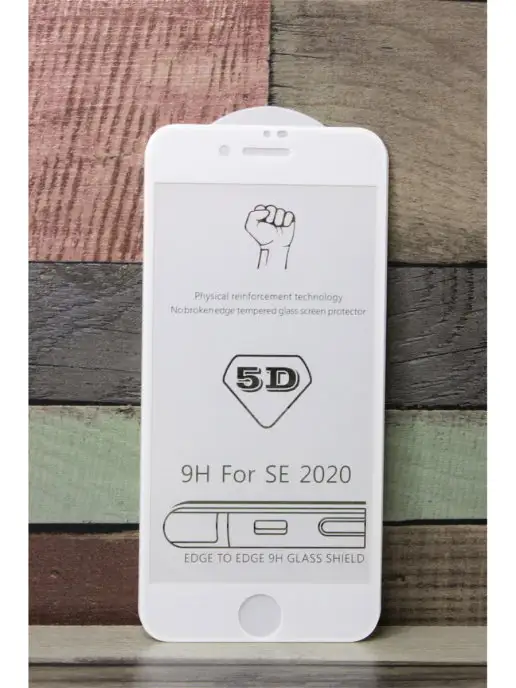 Physical reinforcement technology
No broken edge tempered glass screen protector
5D
9H For SE 2020
EDGE TO EDGE 9H GLASS SHIELD